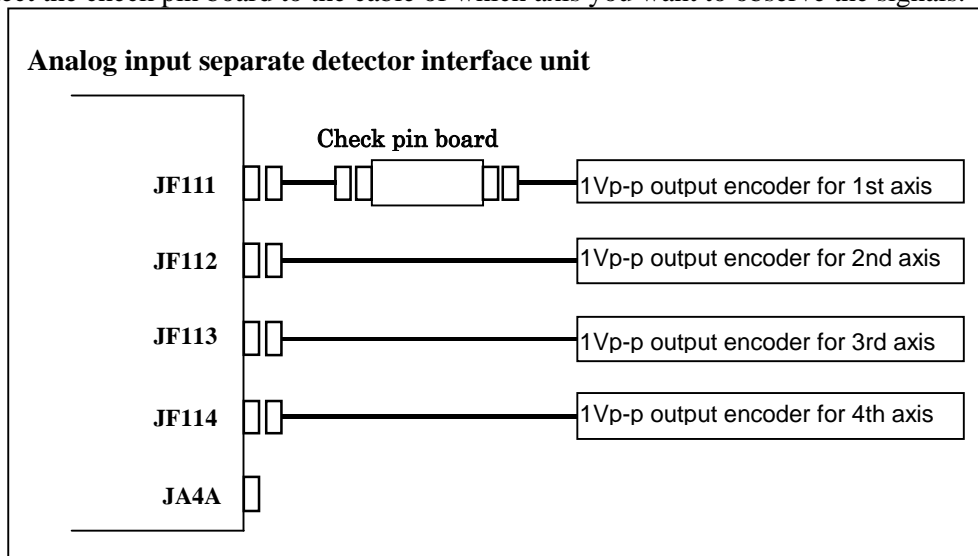 the check pin board to the cable of which axis you want to observe the signals.
Analog input separate detector interface unit
Check pin board
JF111
1Vp-p output encoder for 1st axis
JF112
1Vp-p output encoder for 2nd axis
JF113
1Vp-p output encoder for 3rd axis
JF114
1Vp-p output encoder for 4th axis
JA4A